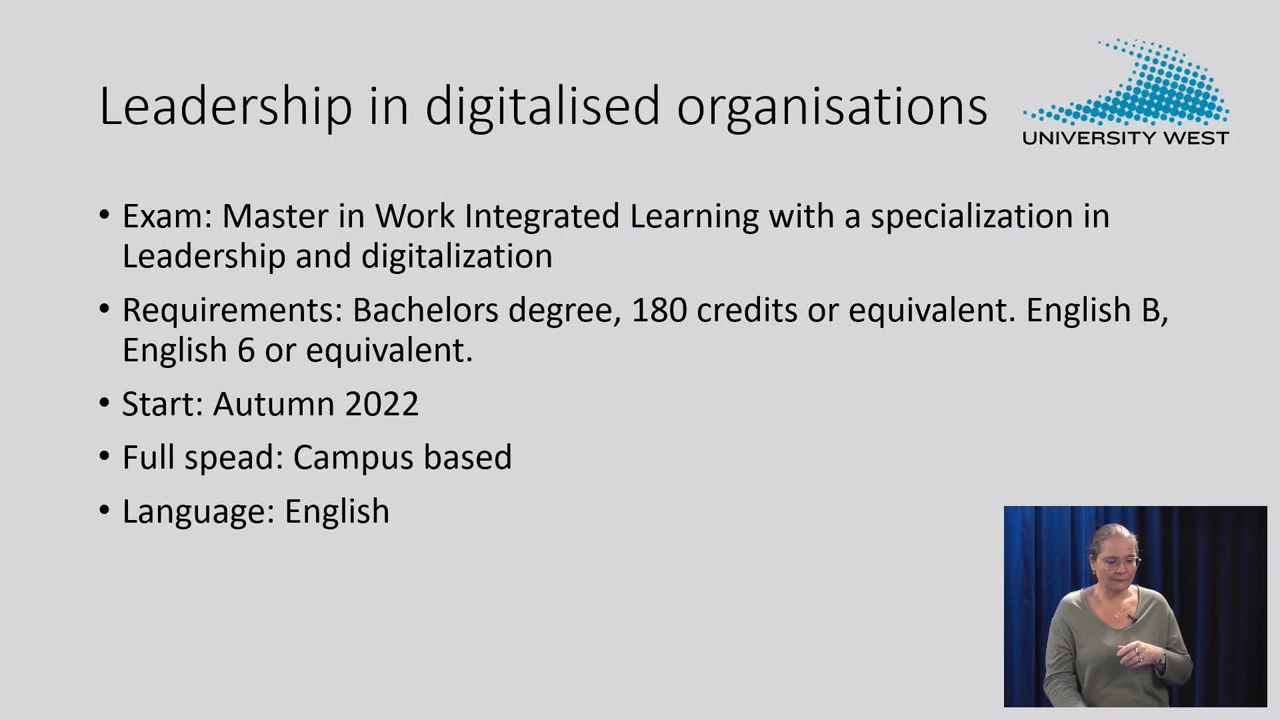 Leadership in digitalised organisations
UNIVERSITY WEST
• Exam: Master in Work Integrated Learning with a specialization in
Leadership and digitalization
• Requirements: Bachelors degree, 180 credits or equivalent. English B,
English 6 or equivalent.
• Start: Autumn 2022
• Full spead: Campus based
• Language: English